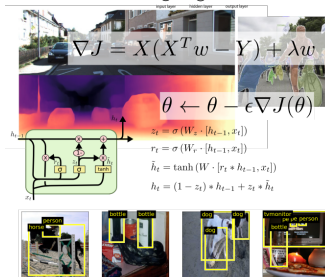 input layer hidden layer output layer
∇J = X(X^T w − Y) + λw
θ ← θ − ϵ∇J(θ)
h_t
h_{t-1}
z_t = σ (W_z · [h_{t-1}, x_t])
r_t = σ (W_r · [h_{t-1}, x_t])
h̃_t = tanh (W · [r_t * h_{t-1}, x_t])
h_t = (1 − z_t) * h_{t-1} + z_t * h̃_t
σ σ tanh
x_t
person
horse
bottle
bottle
dog
dog
dog
tvmonitor
person
bottle